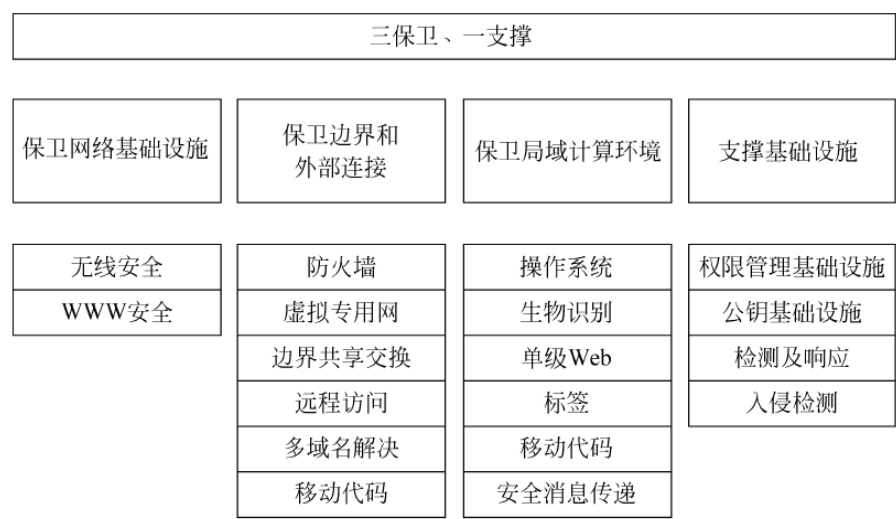 三保卫、一支撑
保卫网络基础设施
保卫边界和
外部连接
保卫局域计算环境
支撑基础设施
无线安全
WWW安全
防火墙
虚拟专用网
边界共享交换
远程访问
多域名解决
移动代码
操作系统
生物识别
单级Web
标签
移动代码
安全消息传递
权限管理基础设施
公钥基础设施
检测及响应
入侵检测